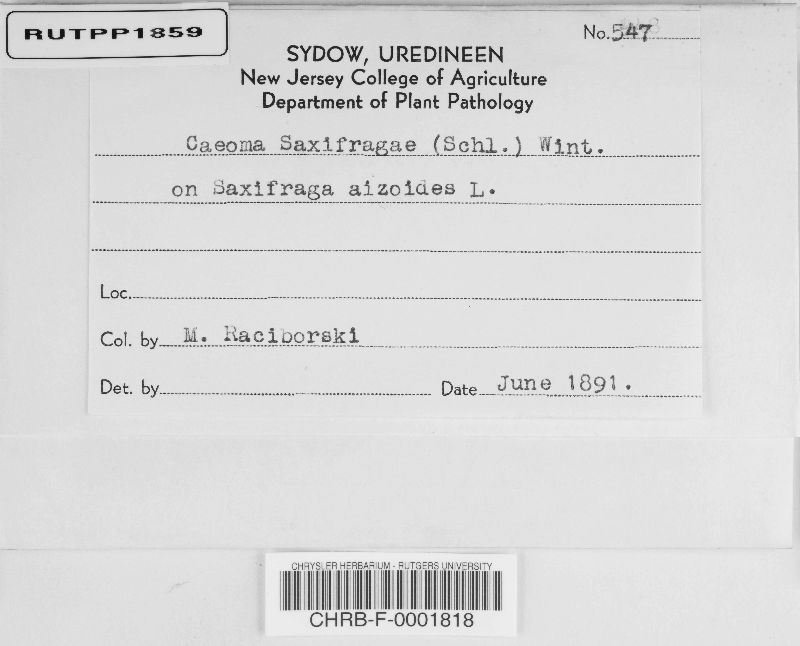 RUTPP1859
No. 547
SYDOW, UREDINEEN
New Jersey College of Agriculture
Department of Plant Pathology
Caeoma Saxifragae (Schl.) Wint.
on Saxifraga aizoides L.
Loc.
Col. by M. Raciborski
Det. by Date June 1891.
CHRYSLER HERBARIUM - RUTGERS UNIVERSITY
CHRB-F-0001818